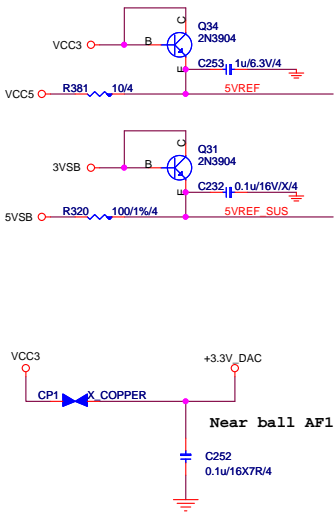 C
Q34
2N3904
VCC3
B
E
C253
1u/6.3V/4
VCC5
R381
10/4
5VREF
C
Q31
2N3904
3VSB
B
E
C232
0.1u/16V/X/4
5VSB
R320
100/1%/4
5VREF_SUS
VCC3
+3.3V_DAC
CP1
X_COPPER
Near ball AF1
C252
0.1u/16X7R/4